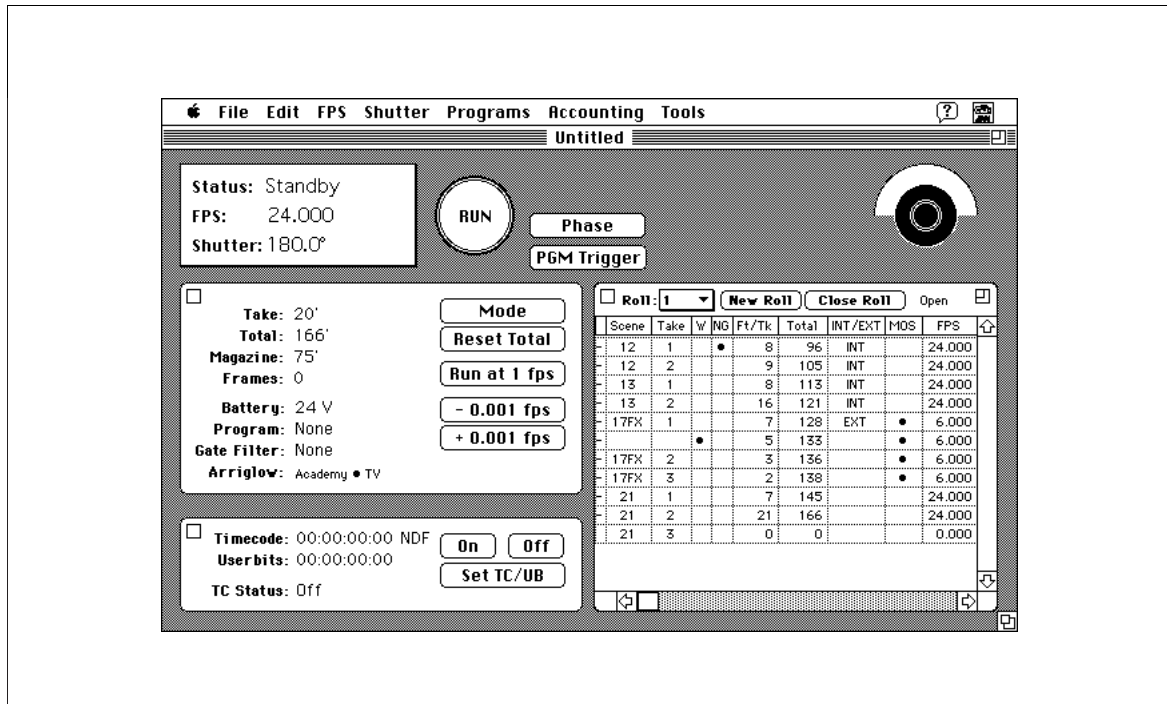 File Edit FPS Shutter Programs Accounting Tools ?
Untitled
Status: Standby
FPS: 24.000
Shutter: 180.0°
RUN
Phase
PGM Trigger
Take: 20'
Total: 166'
Magazine: 75'
Frames: 0
Battery: 24 V
Program: None
Gate Filter: None
Arriglow: Academy • TV
Mode
Reset Total
Run at 1 fps
- 0.001 fps
+ 0.001 fps
Timecode: 00:00:00:00 NDF
Userbits: 00:00:00:00
TC Status: Off
On Off
Set TC/UB
Roll: 1 New Roll Close Roll Open
Scene Take W NG Ft/Tk Total INT/EXT MOS FPS
12 1 • 8 96 INT 24.000
12 2 9 105 INT 24.000
13 1 8 113 INT 24.000
13 2 16 121 INT 24.000
17FX 1 7 128 EXT • 6.000
• 5 133 • 6.000
17FX 2 3 136 • 6.000
17FX 3 2 138 • 6.000
21 1 7 145 24.000
21 2 21 166 24.000
21 3 0 0 0.000